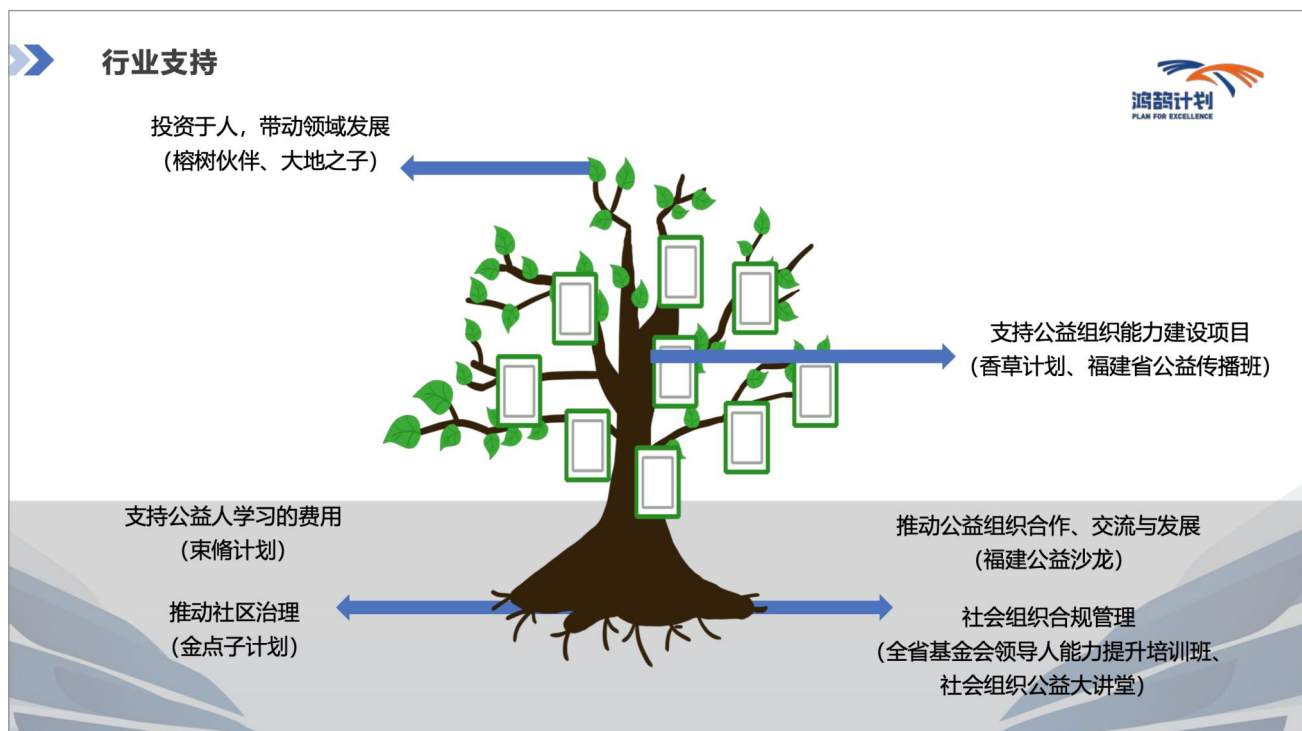 行业支持
鸿鹄计划
PLAN FOR EXCELLENCE
投资于人，带动领域发展
（榕树伙伴、大地之子）
支持公益组织能力建设项目
（香草计划、福建省公益传播班）
支持公益人学习的费用
（束脩计划）
推动社区治理
（金点子计划）
推动公益组织合作、交流与发展
（福建公益沙龙）
社会组织合规管理
（全省基金会领导人能力提升培训班、
社会组织公益大讲堂）